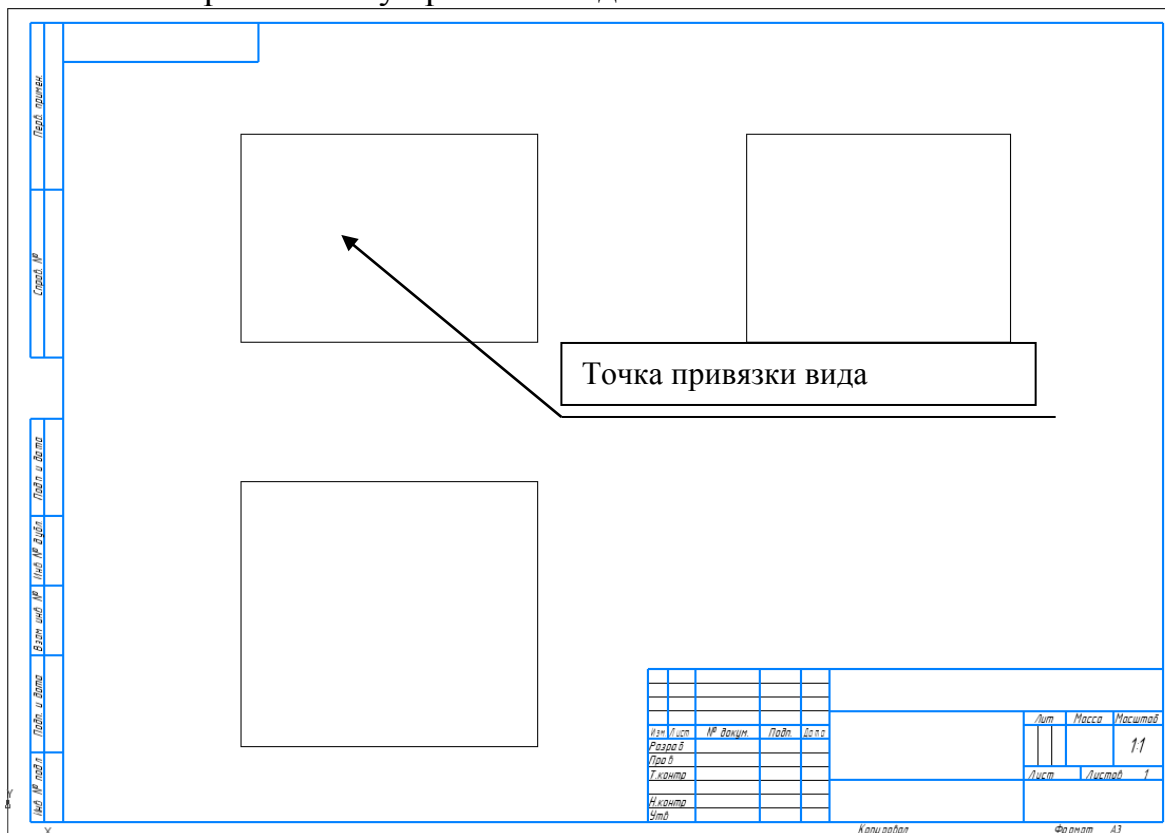 Перв. примен.
Справ. №
Точка привязки вида
Подп. и дата
Инв № дубл.
Взам. инв №
Подп. и дата
Инв № подл.
Лит Масса Масштаб
Изм. Лист № докум. Подп. Дата
Разраб
1:1
Пров
Т.контр
Лист Листов 1
Н.контр
Утв
Копировал Формат А3
Y
X